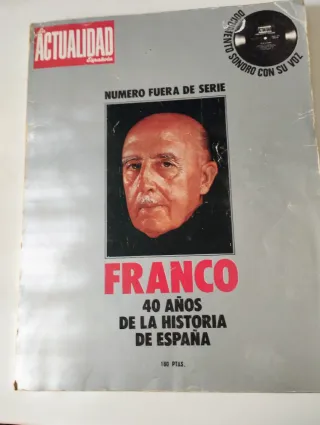 ACTUALIDAD
Española
DOCUMENTO SONORO CON SU VOZ
NUMERO FUERA DE SERIE
FRANCO
40 AÑOS
DE LA HISTORIA
DE ESPAÑA
100 PTAS.